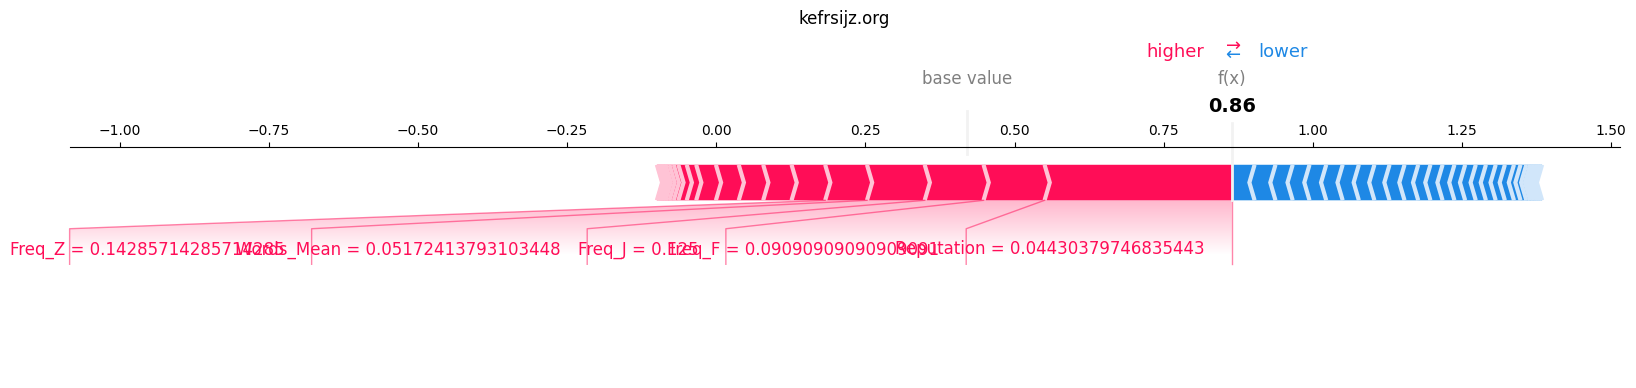 kefrsijz.org
higher ⇄ lower
base value f(x)
0.86
−1.00 −0.75 −0.50 −0.25 0.00 0.25 0.50 0.75 1.00 1.25 1.50
Freq_Z = 0.14285714285714285 Words_Mean = 0.05172413793103448 Freq_J = 0.125 Freq_F = 0.09090909090909091 Reputation = 0.04430379746835443